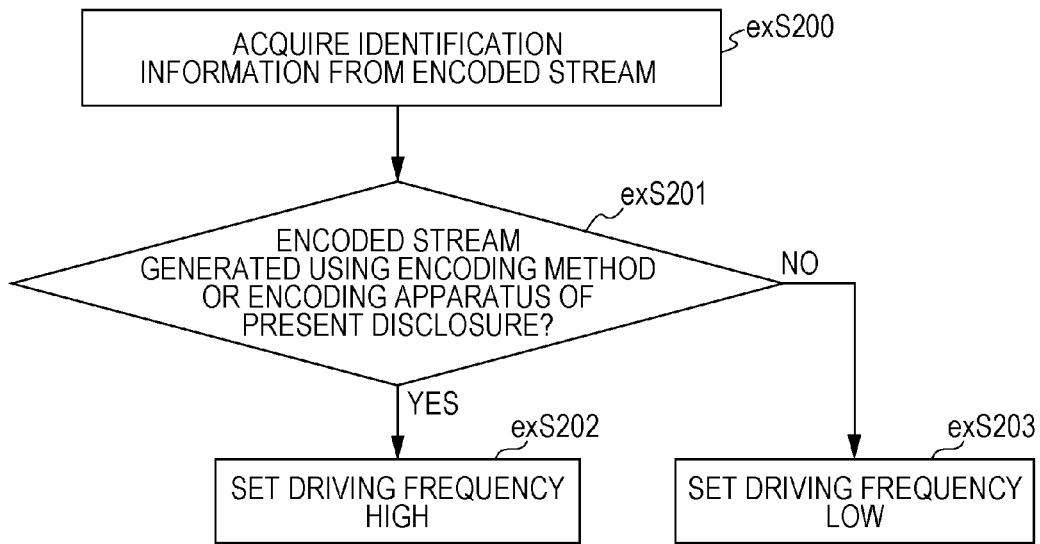 ACQUIRE IDENTIFICATION
INFORMATION FROM ENCODED STREAM
exS200
exS201
ENCODED STREAM
GENERATED USING ENCODING METHOD
OR ENCODING APPARATUS OF
PRESENT DISCLOSURE?
NO
YES
exS202
SET DRIVING FREQUENCY
HIGH
exS203
SET DRIVING FREQUENCY
LOW